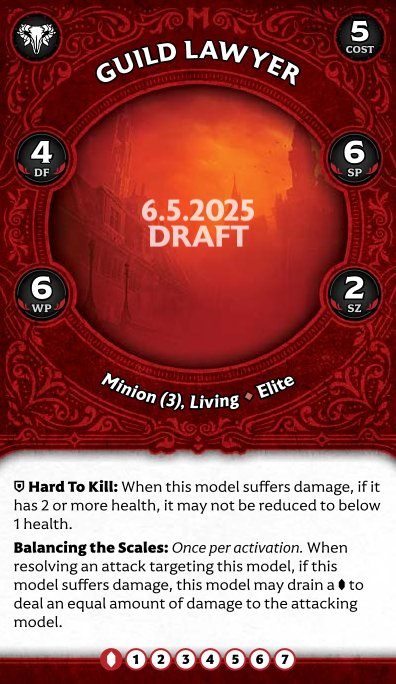 5
COST
GUILD LAWYER
4
DF
6
SP
6.5.2025
DRAFT
6
WP
2
SZ
Minion (3), Living • Elite
Hard To Kill: When this model suffers damage, if it
has 2 or more health, it may not be reduced to below
1 health.
Balancing the Scales: Once per activation. When
resolving an attack targeting this model, if this
model suffers damage, this model may drain a to
deal an equal amount of damage to the attacking
model.
1 2 3 4 5 6 7